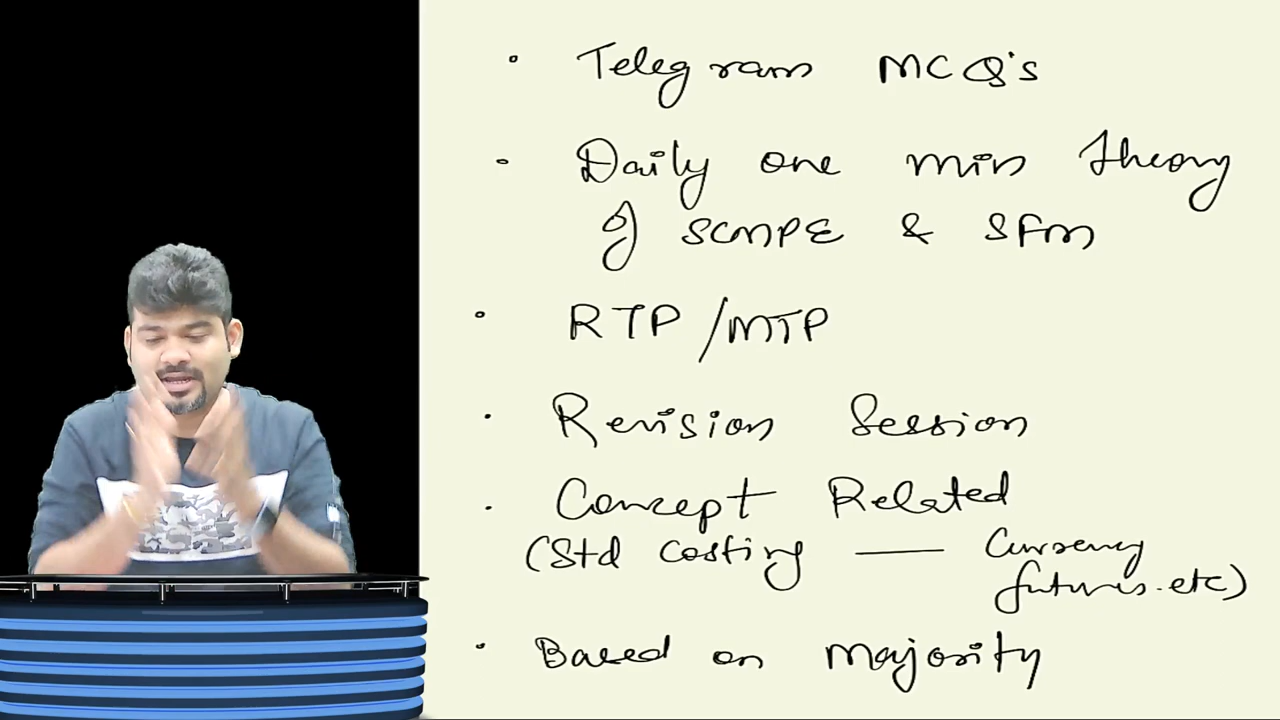 • Telegram MCQ's
• Daily one min theory
of SCMPE & SFM
• RTP/MTP
• Revision Session
• Concept Related
(Std costing — Currency
futures.etc)
• Based on Majority